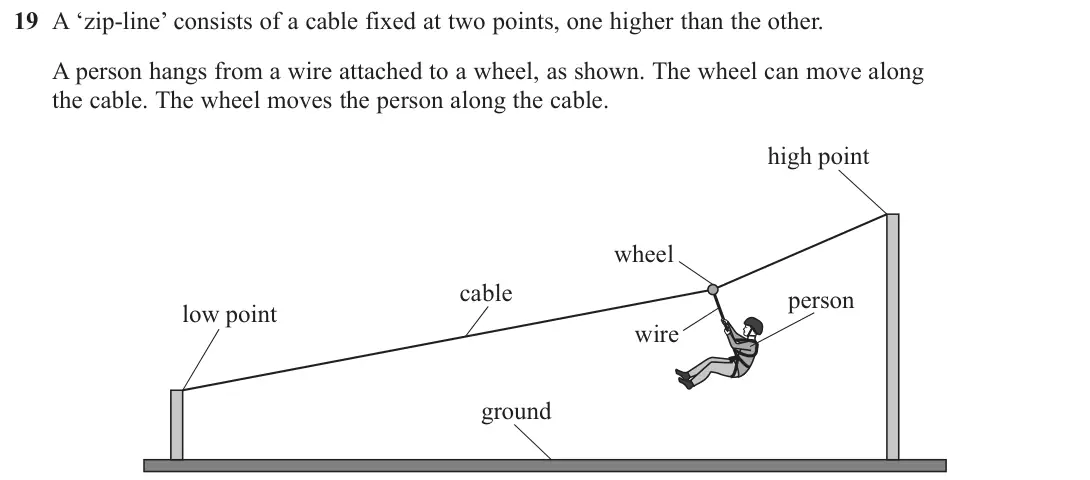 19 A ‘zip-line’ consists of a cable fixed at two points, one higher than the other.
A person hangs from a wire attached to a wheel, as shown. The wheel can move along
the cable. The wheel moves the person along the cable.
high point
wheel
cable
person
low point
wire
ground